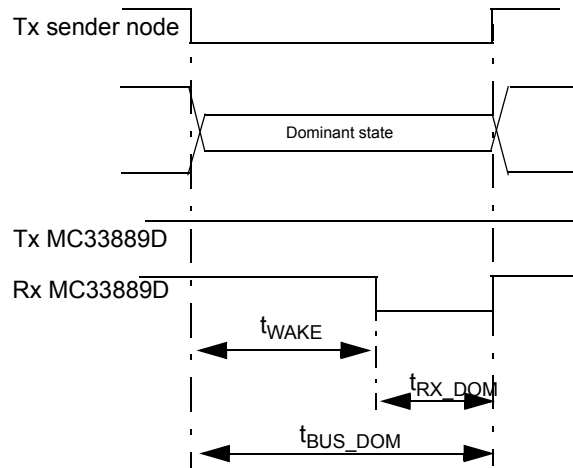 Tx sender node
Dominant state
Tx MC33889D
Rx MC33889D
tWAKE
tRX_DOM
tBUS_DOM